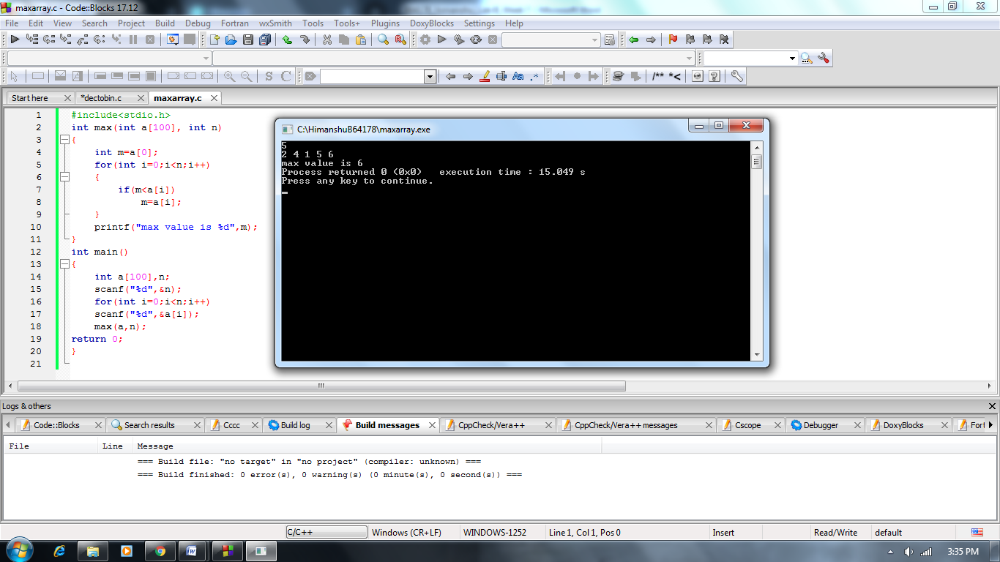 maxarray.c - Code::Blocks 17.12
File Edit View Search Project Build Debug Fortran wxSmith Tools Tools+ Plugins DoxyBlocks Settings Help
S C Aa .* /** *<
Start here *dectobin.c maxarray.c
1 #include<stdio.h>
2 int max(int a[100], int n)
3 {
4 int m=a[0];
5 for(int i=0;i<n;i++)
6 {
7 if(m<a[i])
8 m=a[i];
9 }
10 printf("max value is %d",m);
11 }
12 int main()
13 {
14 int a[100],n;
15 scanf("%d",&n);
16 for(int i=0;i<n;i++)
17 scanf("%d",&a[i]);
18 max(a,n);
19 return 0;
20 }
21
C:\HimanshuB64178\maxarray.exe
5
2 4 1 5 6
max value is 6
Process returned 0 (0x0) execution time : 15.049 s
Press any key to continue.
Logs & others
Code::Blocks Search results Cccc Build log Build messages CppCheck/Vera++ CppCheck/Vera++ messages Cscope Debugger DoxyBlocks Fort
File Line Message
=== Build file: "no target" in "no project" (compiler: unknown) ===
=== Build finished: 0 error(s), 0 warning(s) (0 minute(s), 0 second(s)) ===
C/C++ Windows (CR+LF) WINDOWS-1252 Line 1, Col 1, Pos 0 Insert Read/Write default
3:35 PM